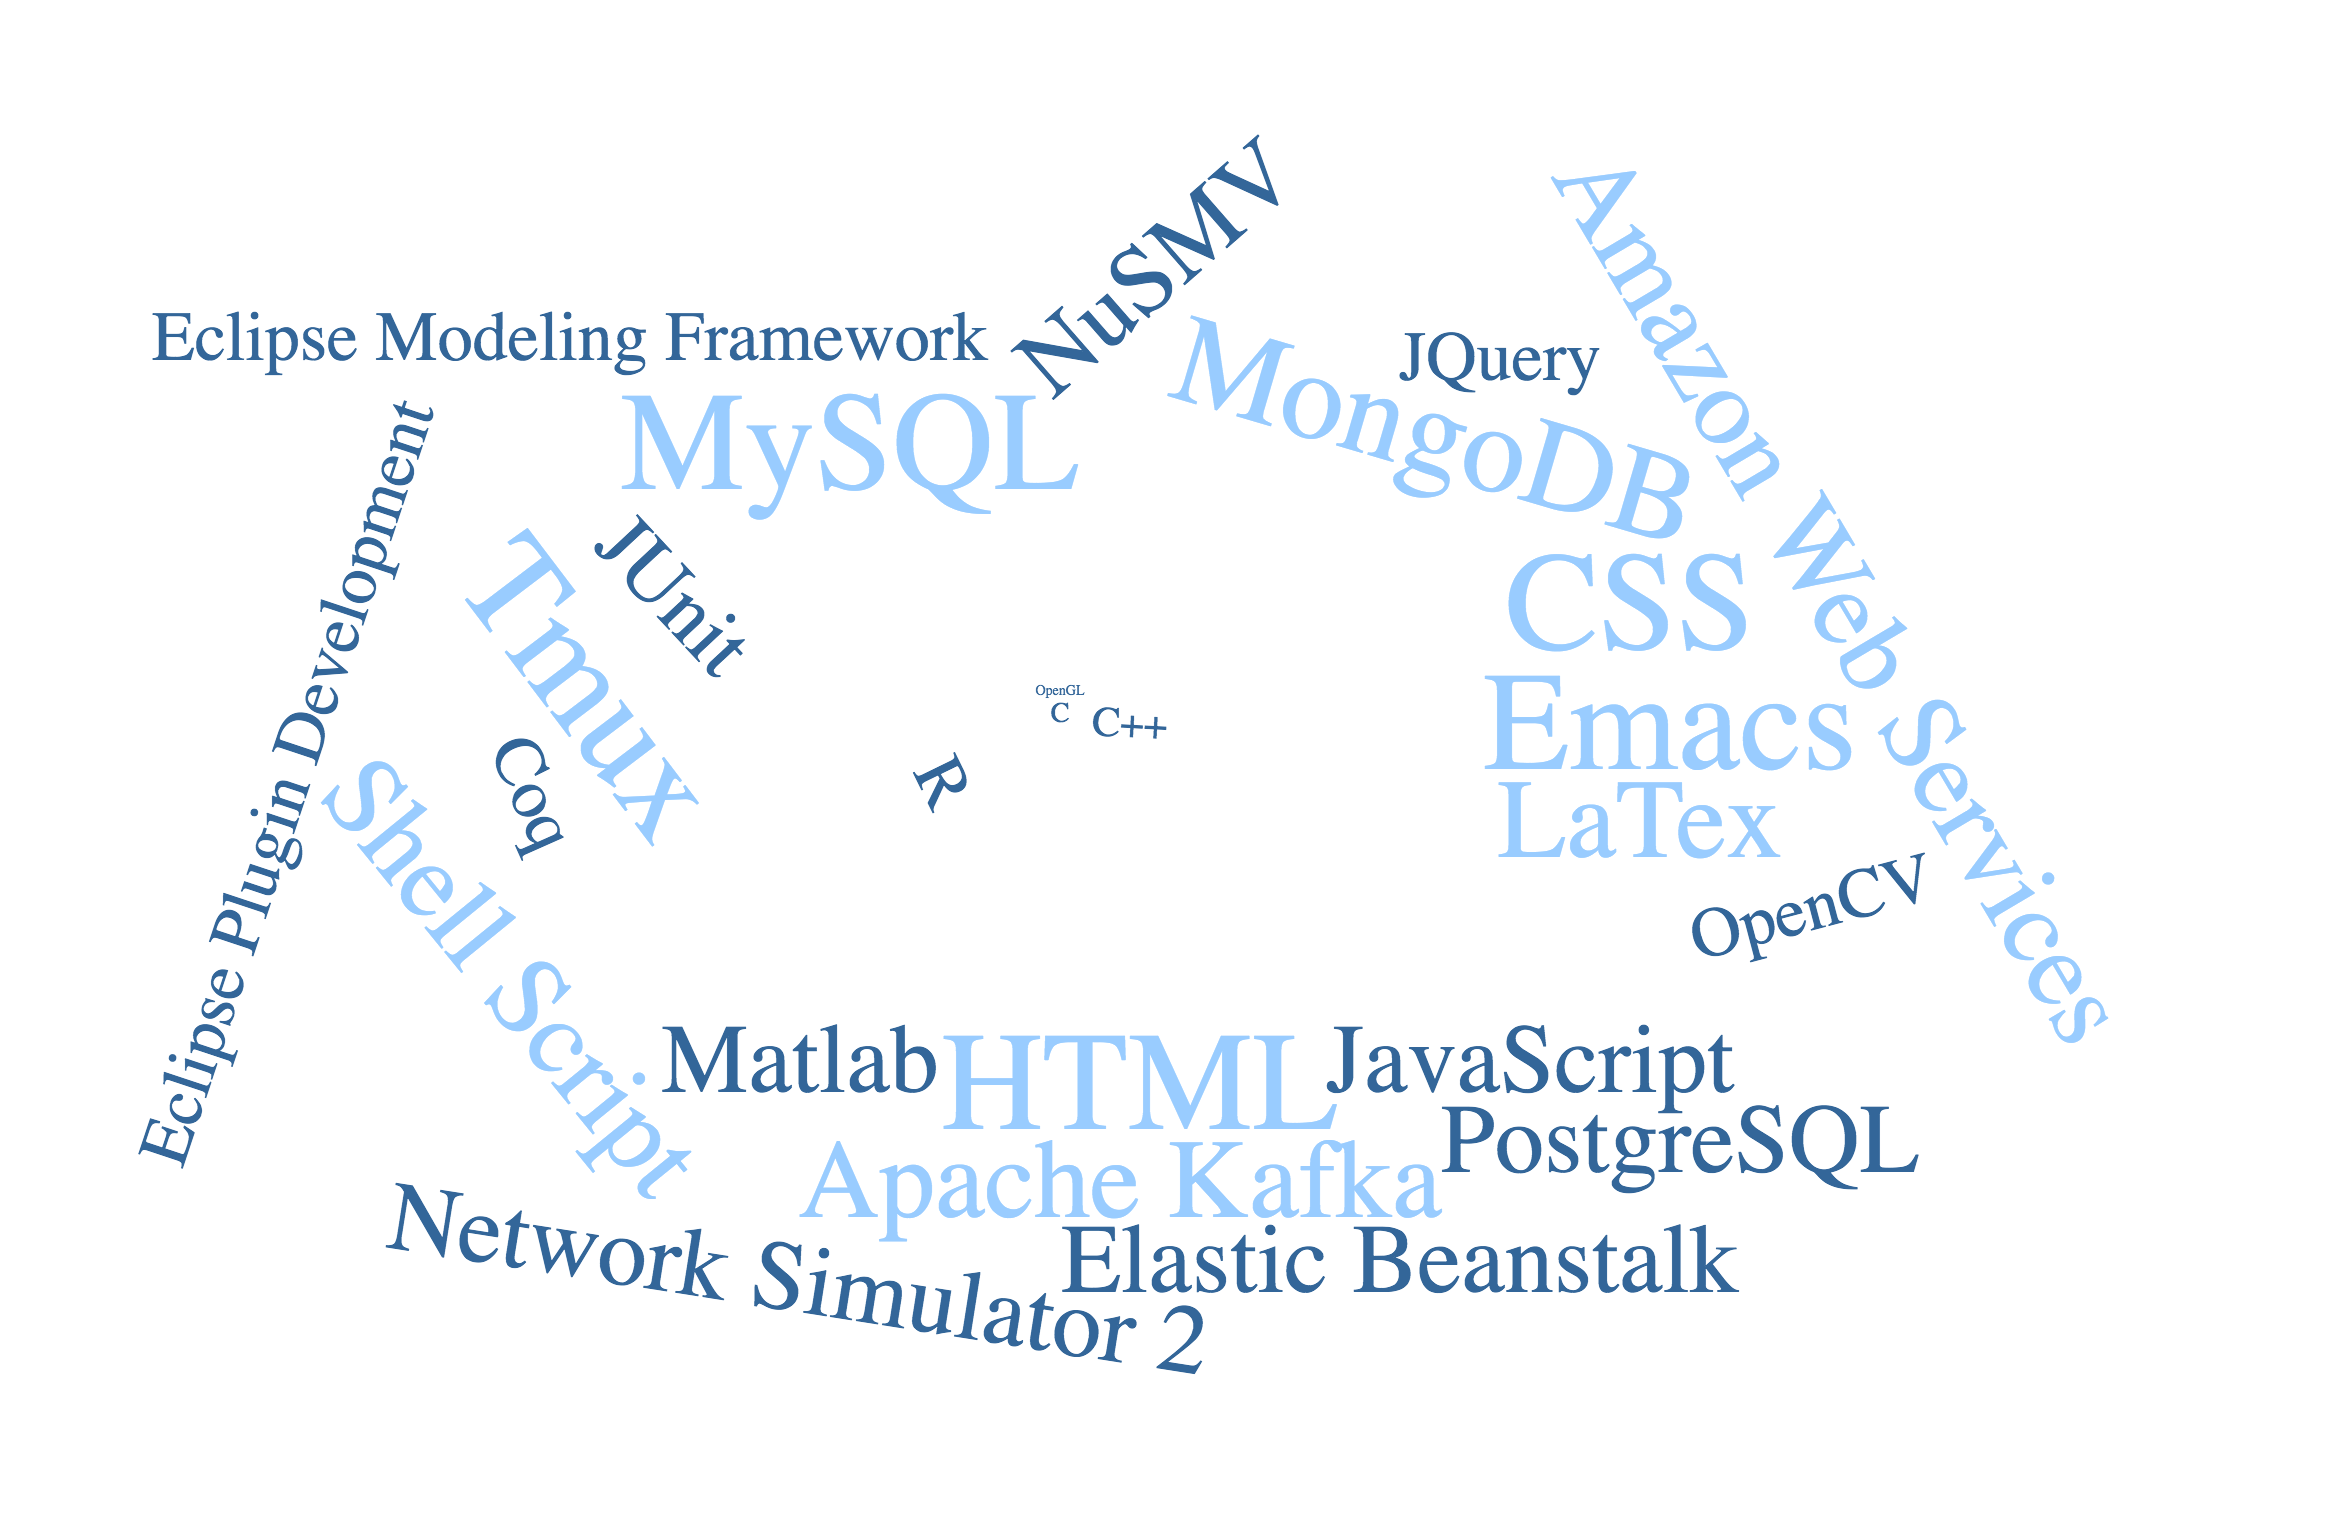 NuSMV
Amazon Web Services
Eclipse Modeling Framework
MongoDB
JQuery
MySQL
Eclipse Plugin Development
Tmux
JUnit
CSS
OpenGL
C
C++
Emacs
Coq
R
Shell Script
LaTex
OpenCV
Matlab
HTML
JavaScript
PostgreSQL
Apache Kafka
Network Simulator 2
Elastic Beanstalk